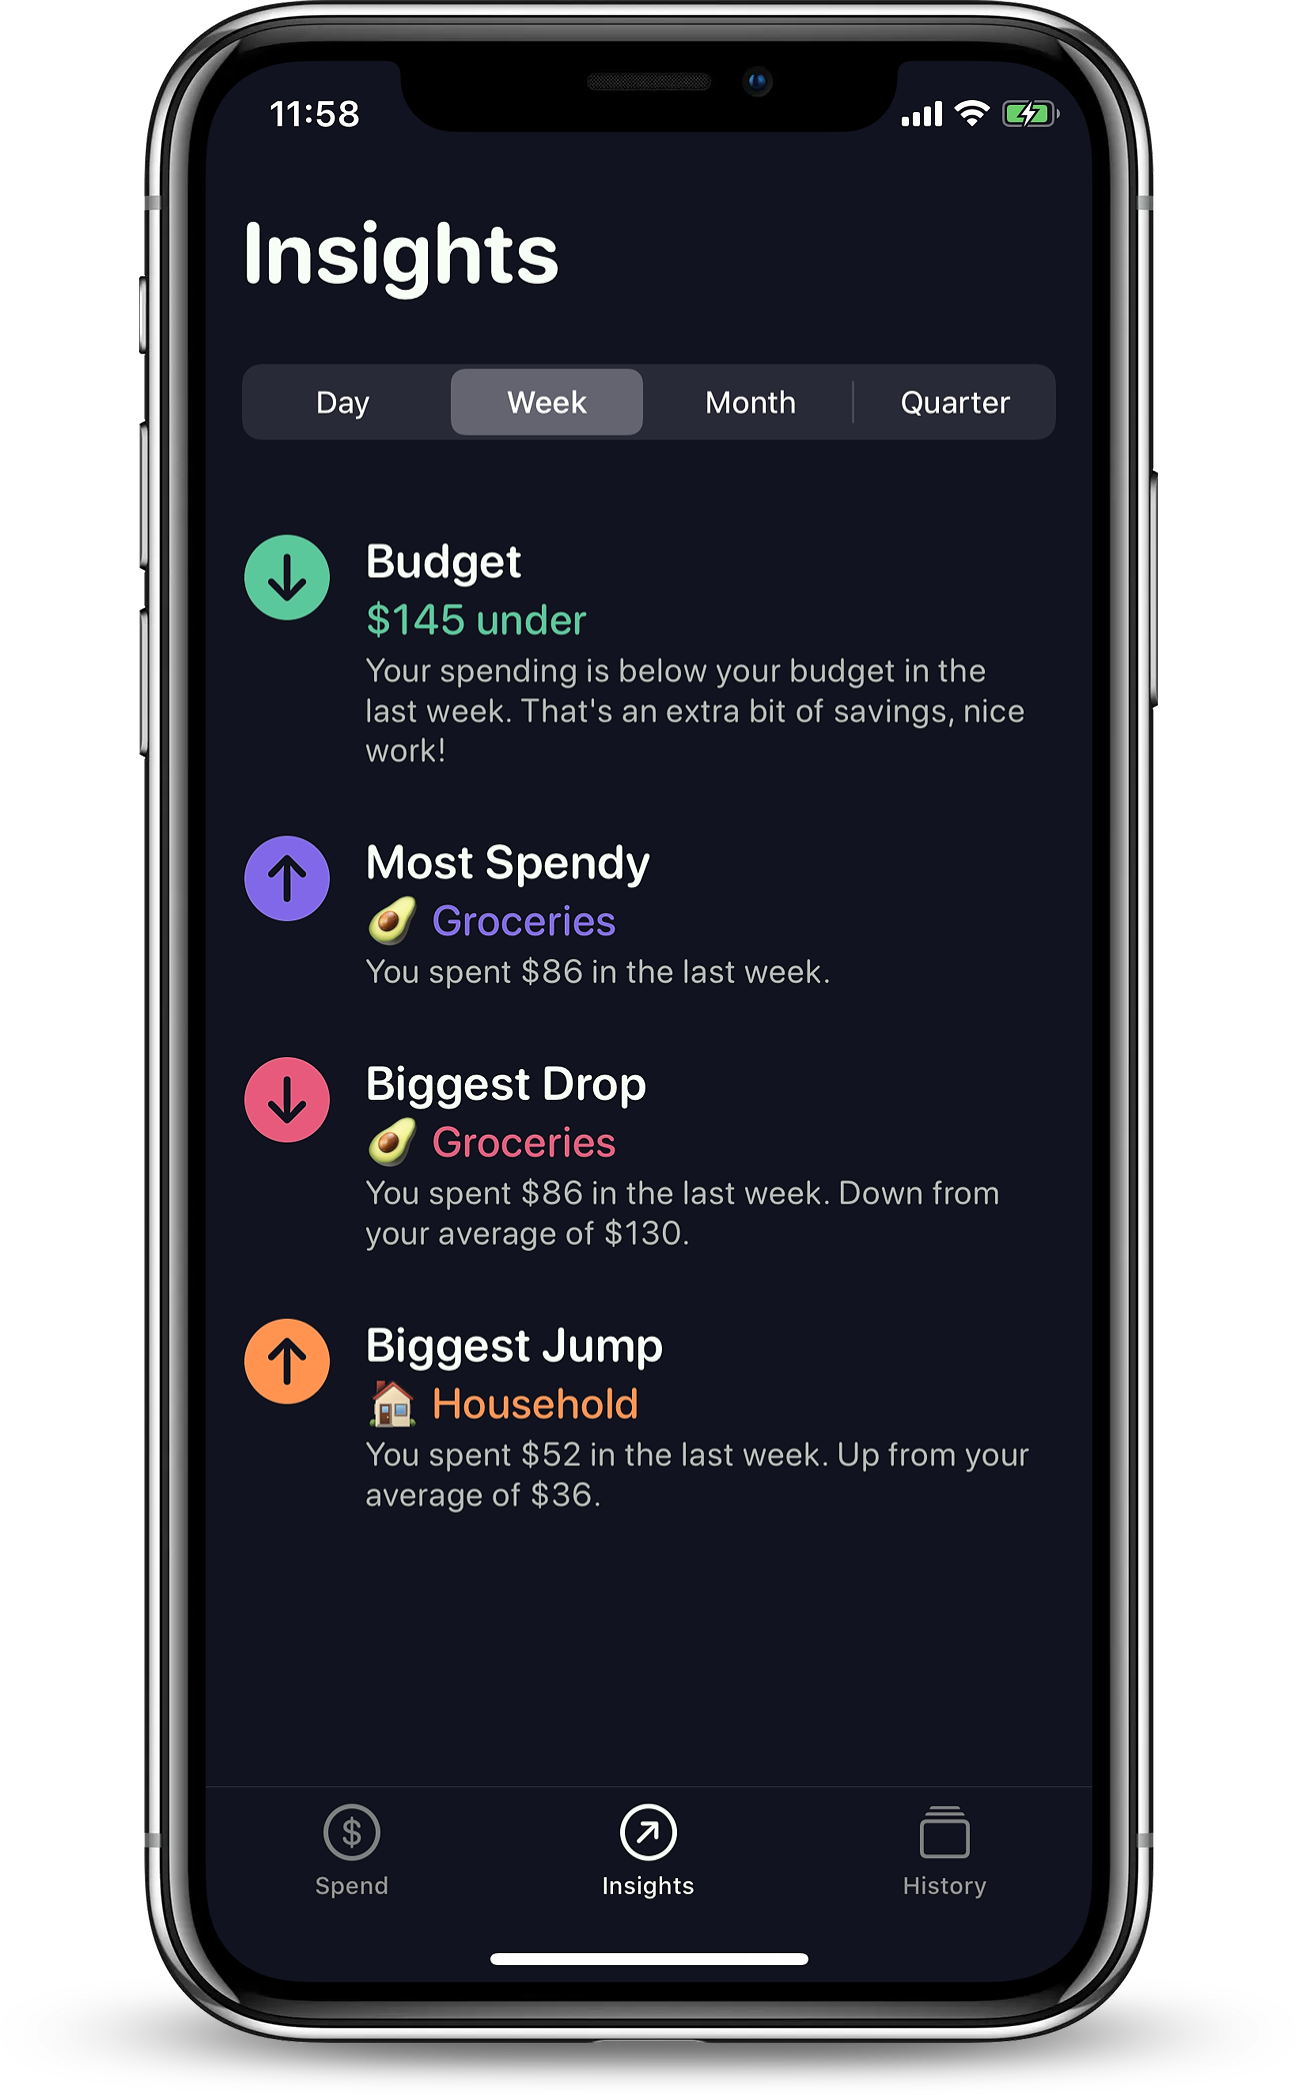 11:58
Insights
Day Week Month Quarter
Budget
$145 under
Your spending is below your budget in the
last week. That's an extra bit of savings, nice
work!
Most Spendy
🥑 Groceries
You spent $86 in the last week.
Biggest Drop
🥑 Groceries
You spent $86 in the last week. Down from
your average of $130.
Biggest Jump
🏠 Household
You spent $52 in the last week. Up from your
average of $36.
$
Spend Insights History